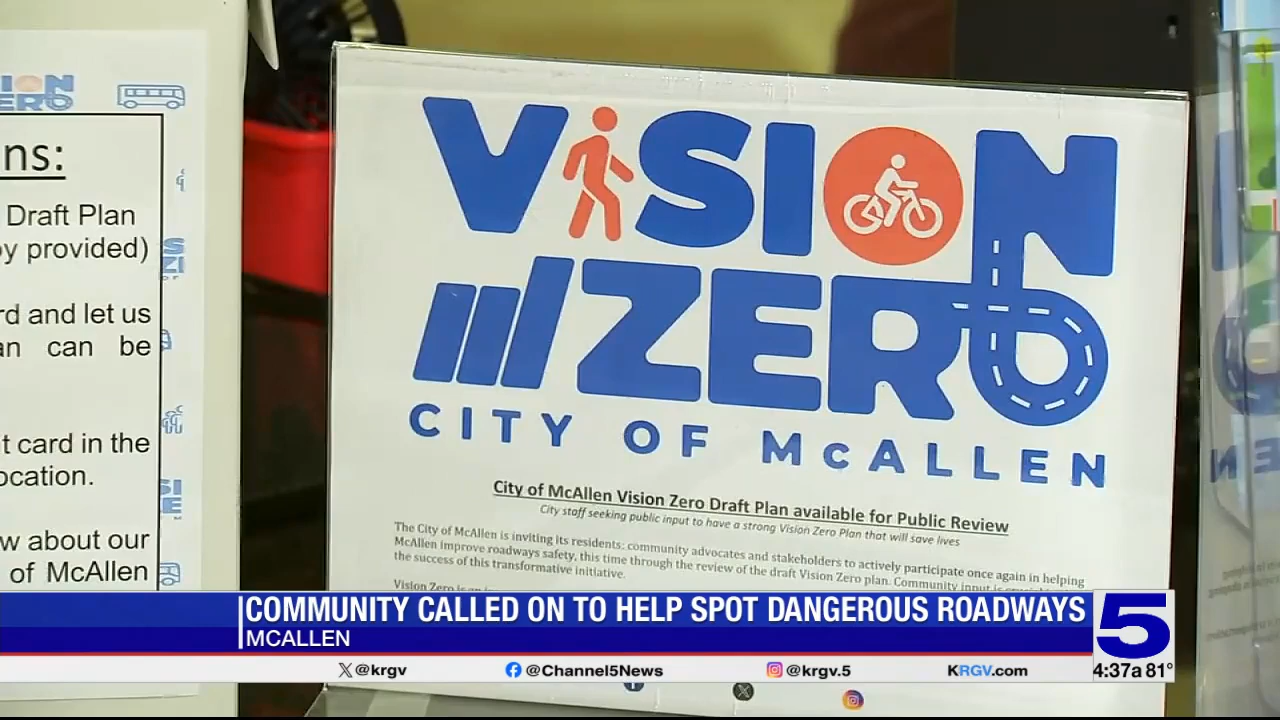 VISION
ZERO
ns:
Draft Plan
y provided)
rd and let us
an can be
t card in the
ocation.
w about our
of McAllen
VISION
ZERO
CITY OF McALLEN
City of McAllen Vision Zero Draft Plan available for Public Review
City staff seeking public input to have a strong Vision Zero Plan that will save lives
The City of McAllen is inviting its residents; community advocates and stakeholders to actively participate once again in helping
McAllen improve roadways safety, this time through the review of the draft Vision Zero plan. Community input is
the success of this transformative initiative.
Vision Zero is an
COMMUNITY CALLED ON TO HELP SPOT DANGEROUS ROADWAYS
MCALLEN
5
@krgv
@Channel5News
@krgv.5
KRGV.com
4:37a 81°